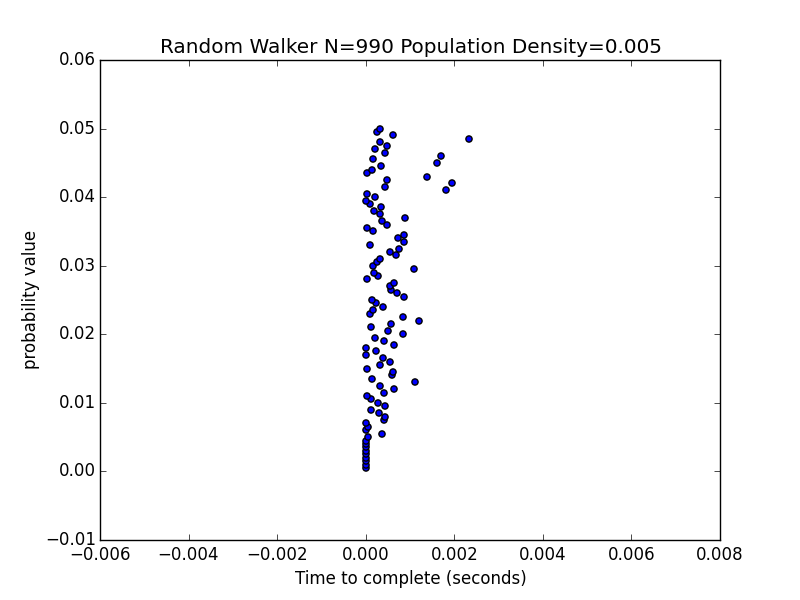 Random Walker N=990 Population Density=0.005
0.06
0.05
0.04
0.03
0.02
0.01
0.00
−0.01
probability value
−0.006 −0.004 −0.002 0.000 0.002 0.004 0.006 0.008
Time to complete (seconds)